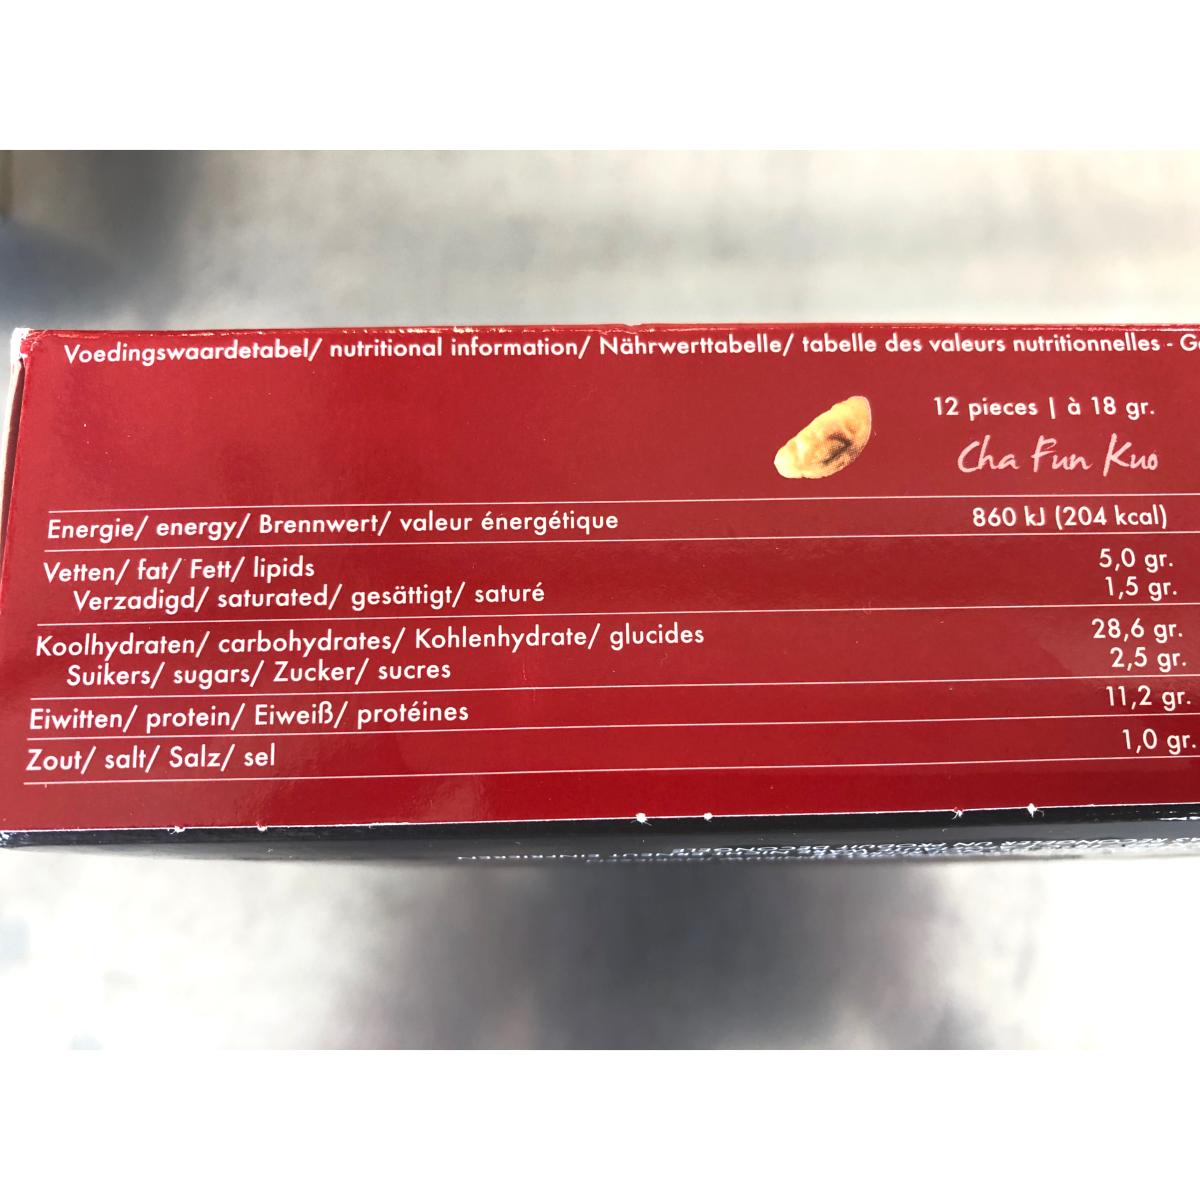 Voedingswaardetabel/ nutritional information/ Nährwerttabelle/ tabelle des valeurs nutritionnelles -
12 pieces | à 18 gr.
Cha Fun Kuo
Energie/ energy/ Brennwert/ valeur énergétique 860 kJ (204 kcal)
Vetten/ fat/ Fett/ lipids 5,0 gr.
Verzadigd/ saturated/ gesättigt/ saturé 1,5 gr.
Koolhydraten/ carbohydrates/ Kohlenhydrate/ glucides 28,6 gr.
Suikers/ sugars/ Zucker/ sucres 2,5 gr.
Eiwitten/ protein/ Eiweiß/ protéines 11,2 gr.
Zout/ salt/ Salz/ sel 1,0 gr.